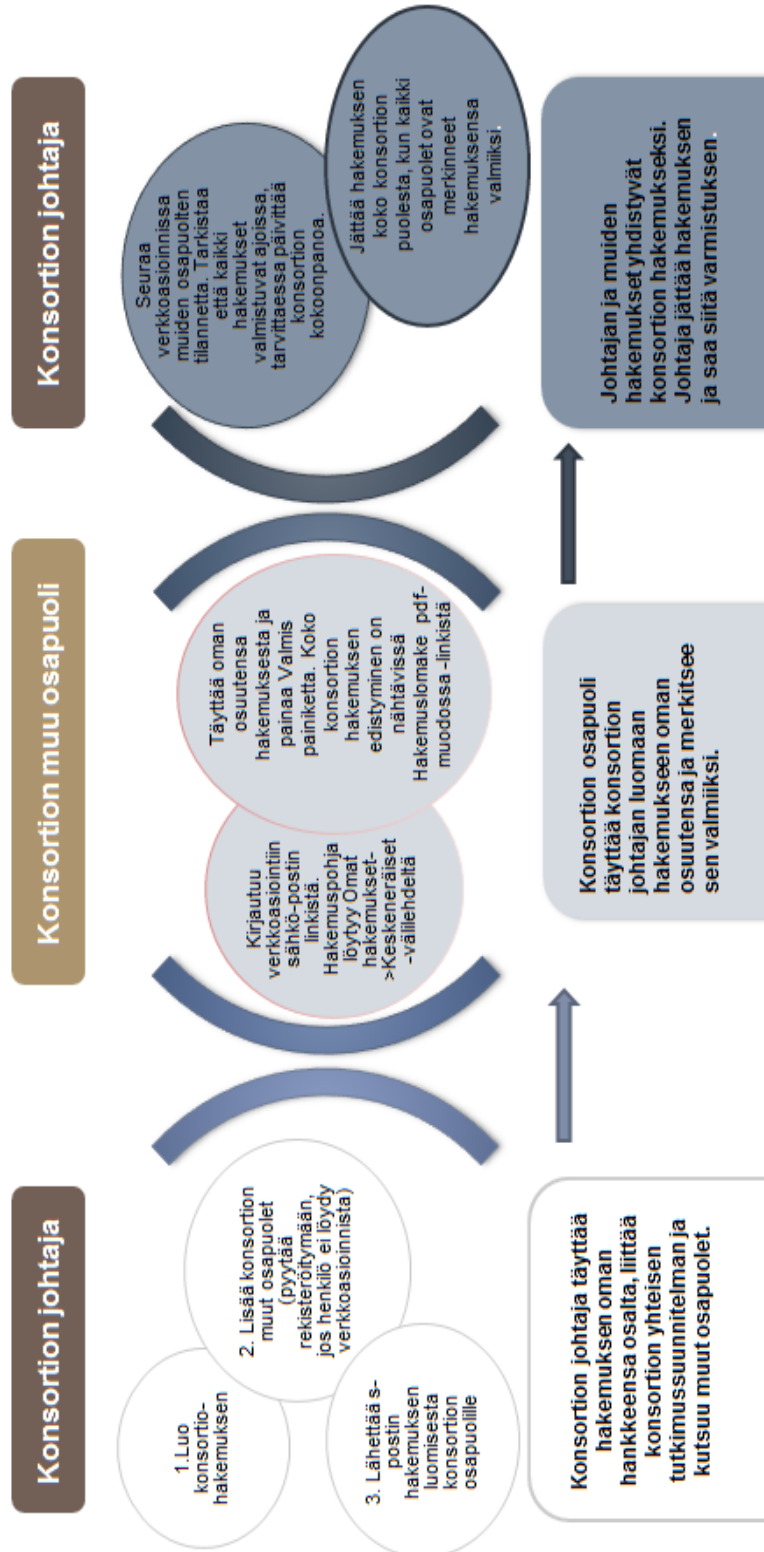 Konsortion johtaja
1.Luo
konsortio-
hakemuksen
2. Lisää konsortion
muut osapuolet
(pyytää
rekisteröitymään,
jos henkilö ei löydy
verkkoasioinnista)
3. Lähettää s-
postin
hakemuksen
luomisesta
konsortion
osapuolille
Konsortion johtaja täyttää
hakemuksen oman
hankkeensa osalta, liittää
konsortion yhteisen
tutkimussuunnitelman ja
kutsuu muut osapuolet.
Konsortion muu osapuoli
Kirjautuu
verkkoasiointiin
sähkö-postin
linkistä.
Hakemuspohja
löytyy Omat
hakemukset-
>Keskeneräiset
-välilehdeltä
Täyttää oman
osuutensa
hakemuksesta ja
painaa Valmis
painiketta. Koko
konsortion
hakemuksen
edistyminen on
nähtävissä
Hakemuslomake pdf-
muodossa -linkistä
Konsortion osapuoli
täyttää konsortion
johtajan luomaan
hakemukseen oman
osuutensa ja merkitsee
sen valmiiksi.
Konsortion johtaja
Seuraa
verkkoasioinnissa
muiden osapuolten
tilannetta. Tarkistaa
että kaikki
hakemukset
valmistuvat ajoissa,
tarvittaessa päivittää
konsortion
kokoonpanoa.
Jättää hakemuksen
koko konsortion
puolesta, kun kaikki
osapuolet ovat
merkinneet
hakemuksensa
valmiiksi.
Johtajan ja muiden
hakemukset yhdistyvät
konsortion hakemukseksi.
Johtaja jättää hakemuksen
ja saa siitä varmistuksen.